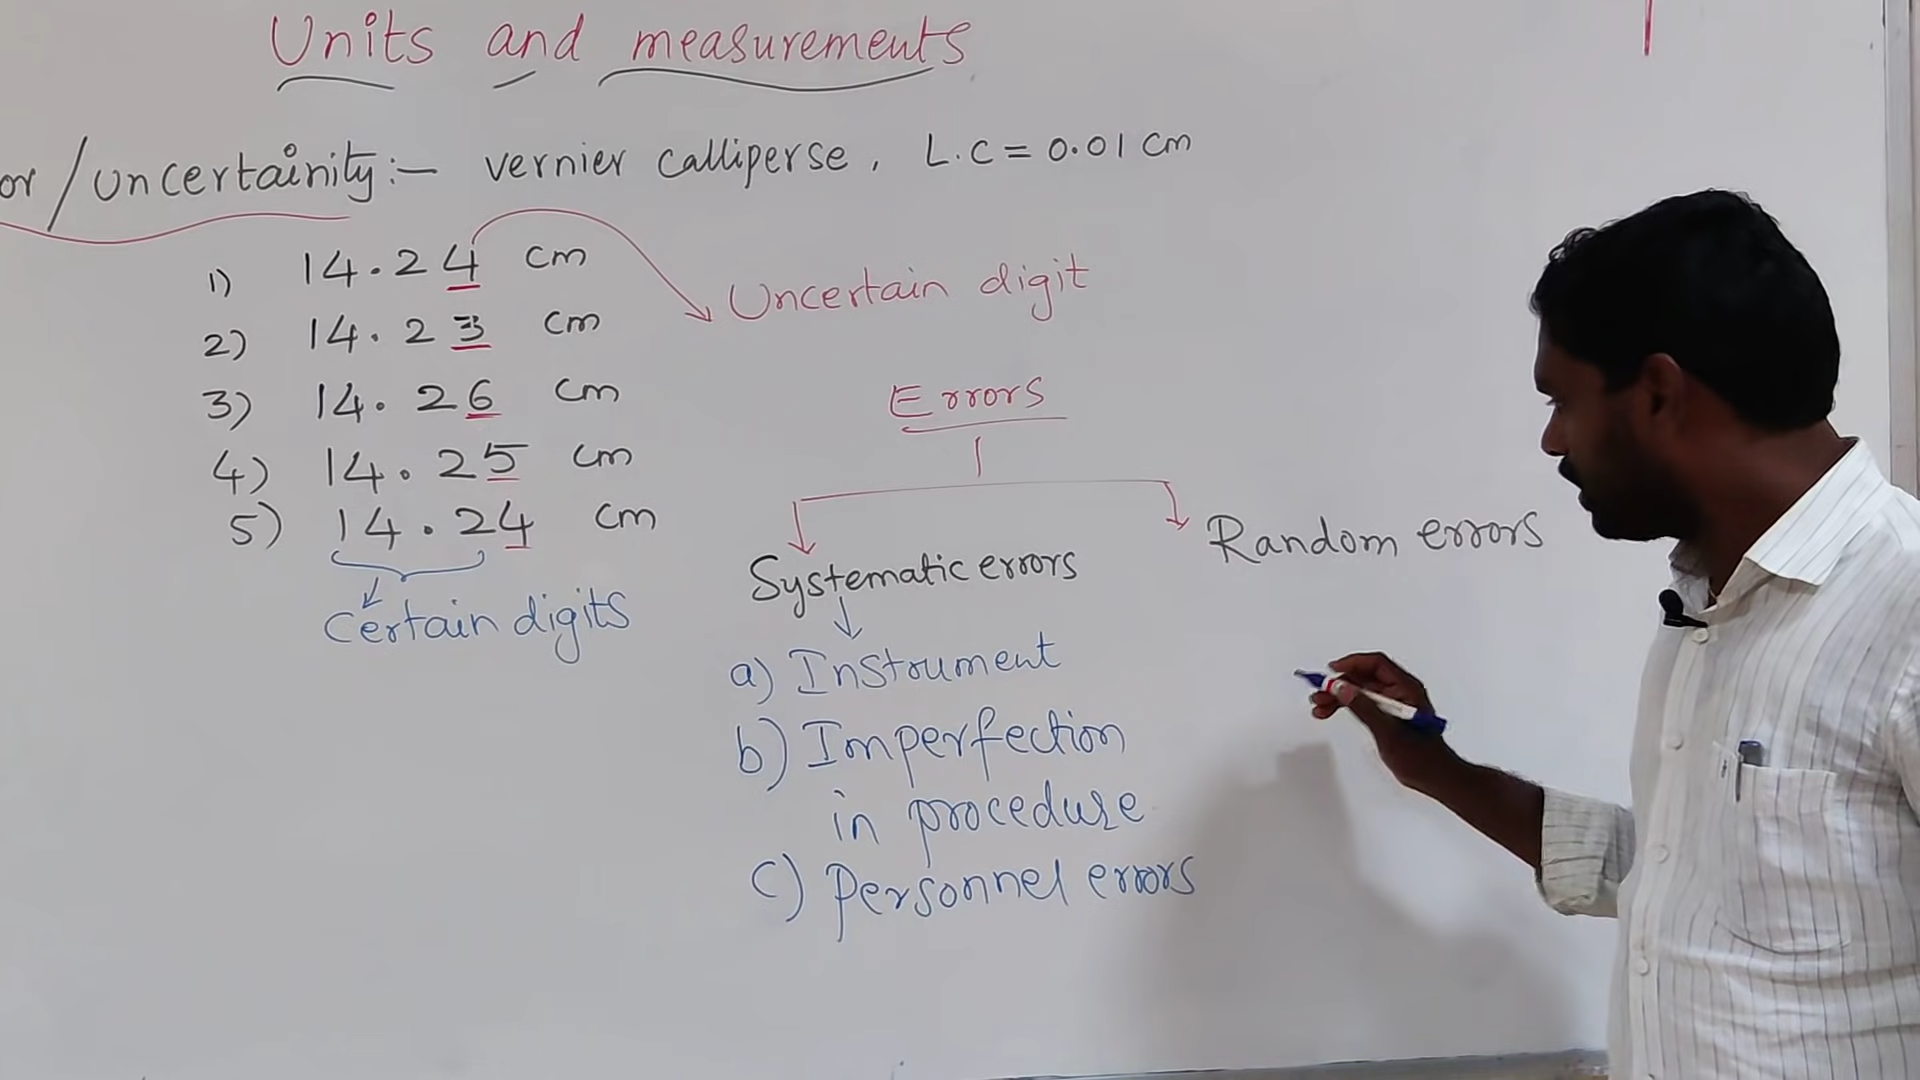 Units and measurements
or / uncertainity:- vernier calliperse, L.C = 0.01 cm
1) 14.24 cm
Uncertain digit
2) 14.23 cm
3) 14.26 cm
4) 14.25 cm
5) 14.24 cm
Certain digits
Errors
Systematic errors
Random errors
a) Instrument
b) Imperfection
in procedure
c) Personnel errors